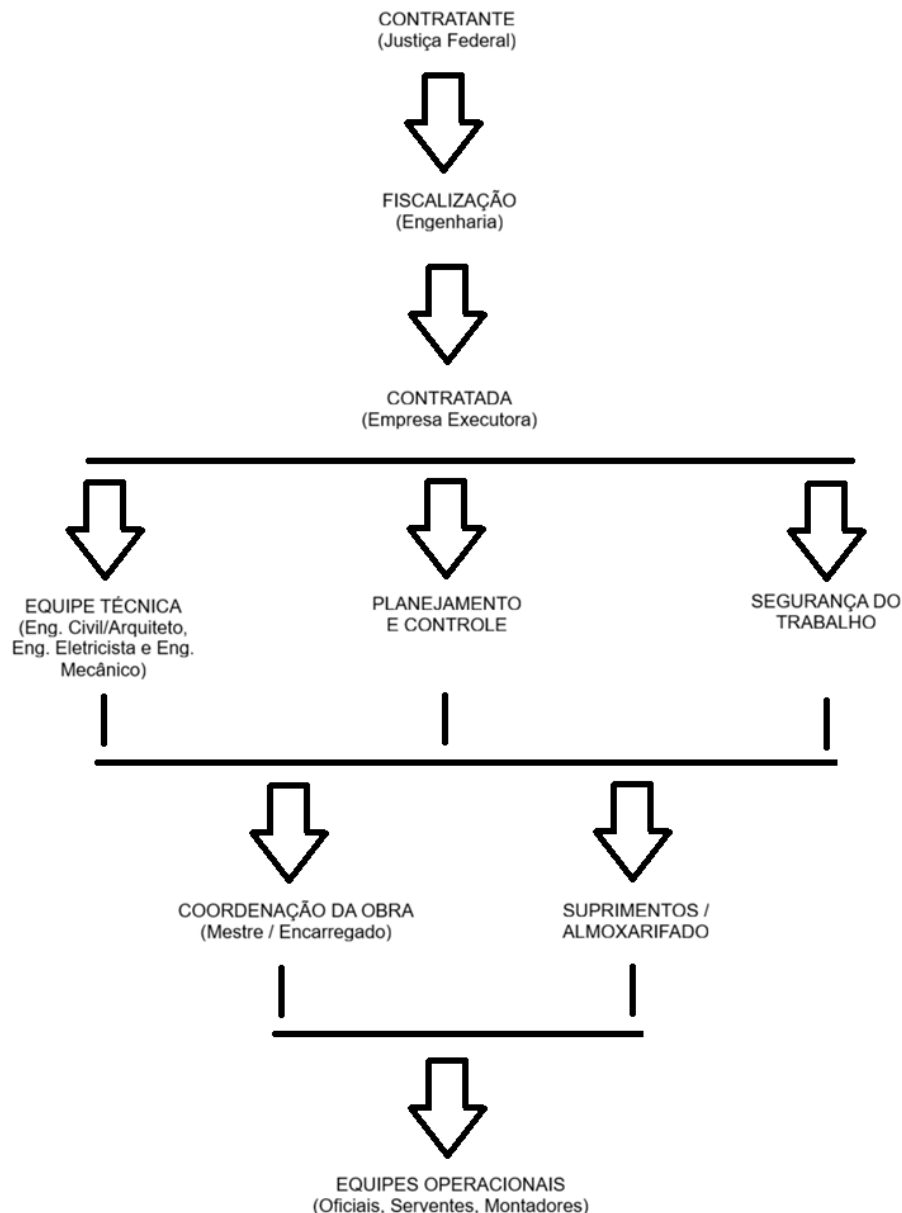 CONTRATANTE
(Justiça Federal)
FISCALIZAÇÃO
(Engenharia)
CONTRATADA
(Empresa Executora)
EQUIPE TÉCNICA
(Eng. Civil/Arquiteto,
Eng. Eletricista e Eng.
Mecânico)
PLANEJAMENTO
E CONTROLE
SEGURANÇA DO
TRABALHO
COORDENAÇÃO DA OBRA
(Mestre / Encarregado)
SUPRIMENTOS /
ALMOXARIFADO
EQUIPES OPERACIONAIS
(Oficiais, Serventes, Montadores)